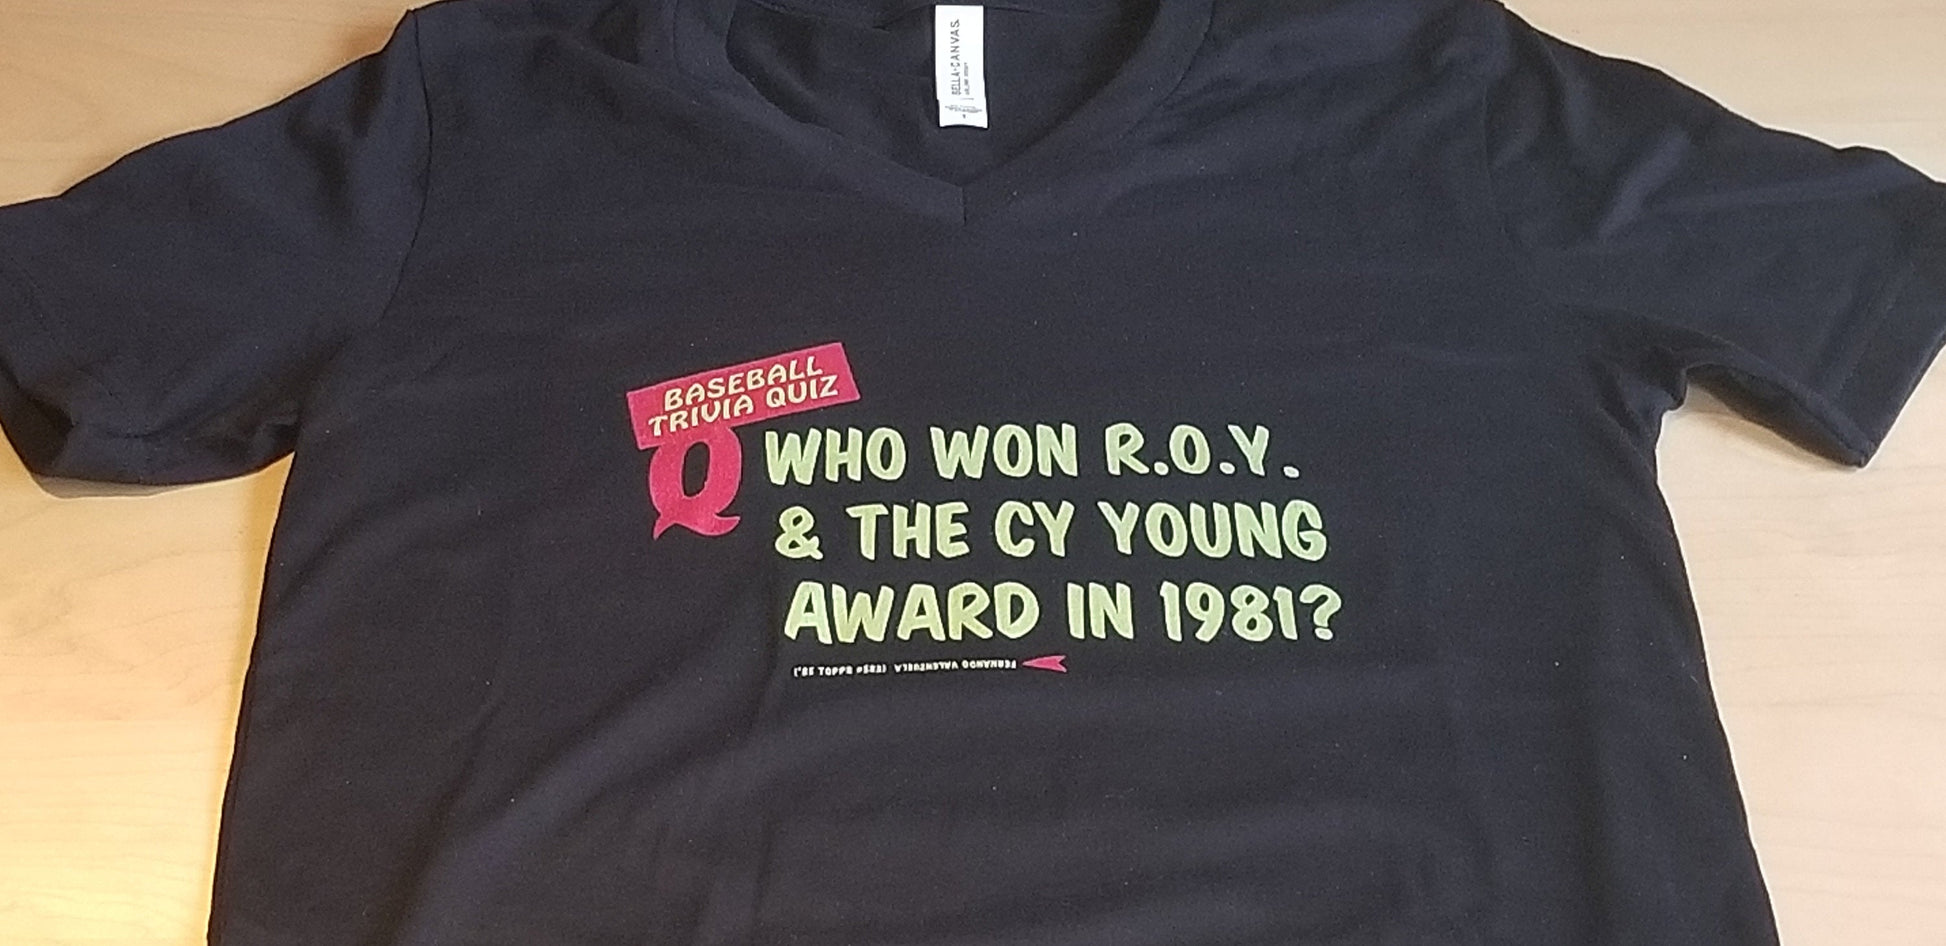 BELLA+CANVAS.
BASEBALL
TRIVIA QUIZ
Q
WHO WON R.O.Y.
& THE CY YOUNG
AWARD IN 1981?
FERNANDO VALENZUELA